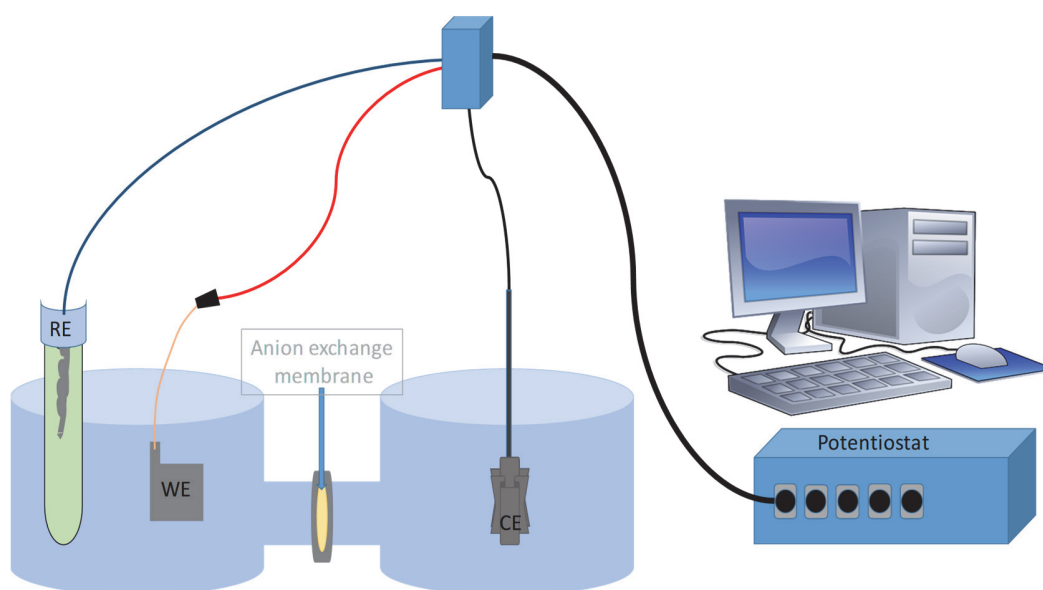 RE
Anion exchange
membrane
WE
CE
Potentiostat